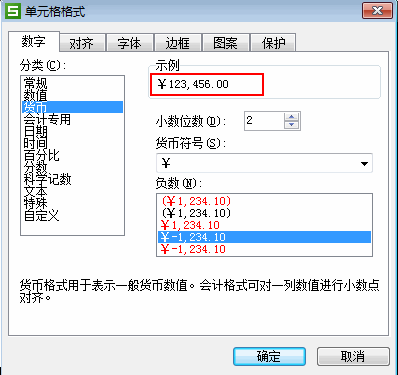 单元格格式
数字 对齐 字体 边框 图案 保护
分类(C):
常规
数值
货币
会计专用
日期
时间
百分比
分数
科学记数
文本
特殊
自定义
示例
￥123,456.00
小数位数(D): 2
货币符号(S):
￥
负数(N):
(￥1,234.10)
(￥1,234.10)
￥1,234.10
￥-1,234.10
￥-1,234.10
货币格式用于表示一般货币数值。会计格式可对一列数值进行小数点
对齐。
确定 取消